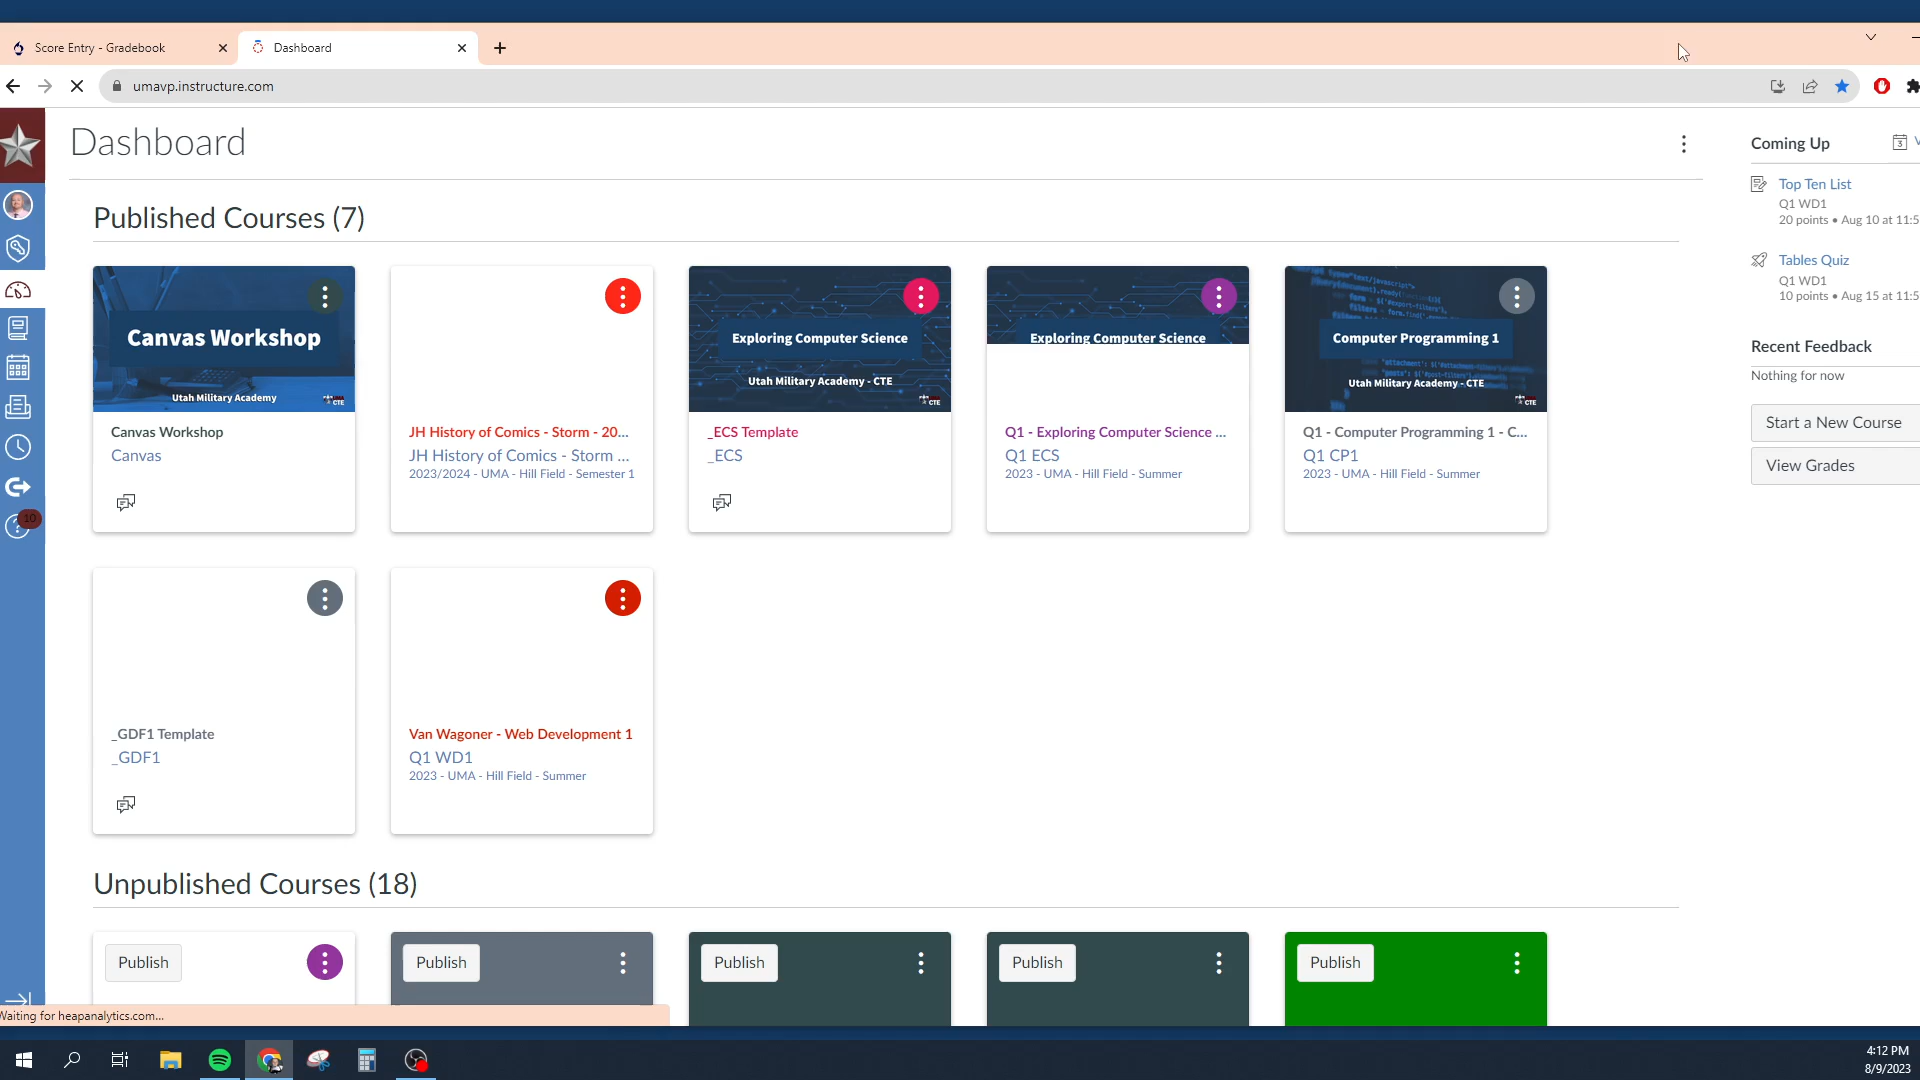 Score Entry - Gradebook
Dashboard
umavp.instructure.com
Dashboard
Published Courses (7)
Canvas Workshop
Utah Military Academy
CTE
Canvas Workshop
Canvas
JH History of Comics - Storm - 20...
JH History of Comics - Storm ...
2023/2024 - UMA - Hill Field - Semester 1
Exploring Computer Science
Utah Military Academy - CTE
CTE
_ECS Template
_ECS
Exploring Computer Science
Q1 - Exploring Computer Science ...
Q1 ECS
2023 - UMA - Hill Field - Summer
Computer Programming 1
Utah Military Academy - CTE
CTE
Q1 - Computer Programming 1 - C...
Q1 CP1
2023 - UMA - Hill Field - Summer
_GDF1 Template
_GDF1
Van Wagoner - Web Development 1
Q1 WD1
2023 - UMA - Hill Field - Summer
Unpublished Courses (18)
Publish
Publish
Publish
Publish
Publish
Coming Up
3
Top Ten List
Q1 WD1
20 points • Aug 10 at 11:5
Tables Quiz
Q1 WD1
10 points • Aug 15 at 11:5
Recent Feedback
Nothing for now
Start a New Course
View Grades
10
Waiting for heapanalytics.com...
4:12 PM
8/9/2023